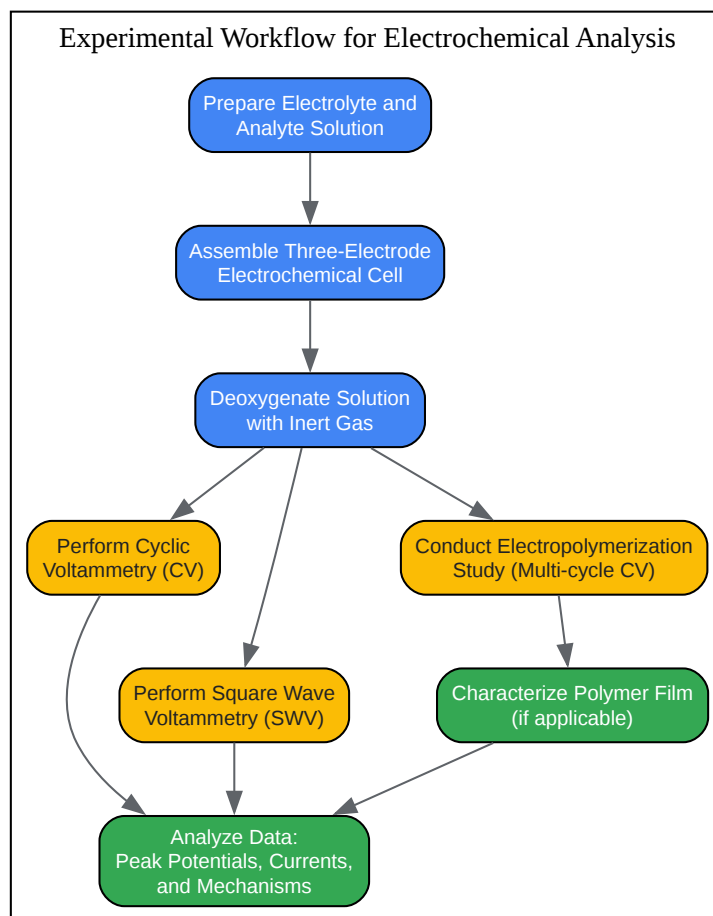 Experimental Workflow for Electrochemical Analysis
Prepare Electrolyte and
Analyte Solution
Assemble Three-Electrode
Electrochemical Cell
Deoxygenate Solution
with Inert Gas
Perform Cyclic
Voltammetry (CV)
Conduct Electropolymerization
Study (Multi-cycle CV)
Perform Square Wave
Voltammetry (SWV)
Characterize Polymer Film
(if applicable)
Analyze Data:
Peak Potentials, Currents,
and Mechanisms